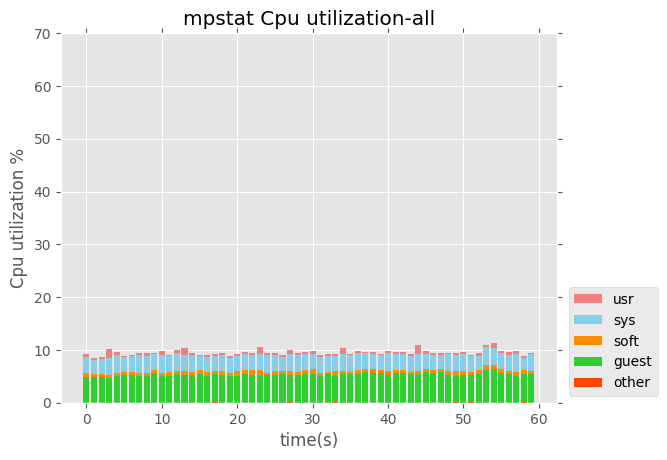 mpstat Cpu utilization-all
70
60
50
40
30
20
10
0
Cpu utilization %
0 10 20 30 40 50 60
time(s)
usr
sys
soft
guest
other